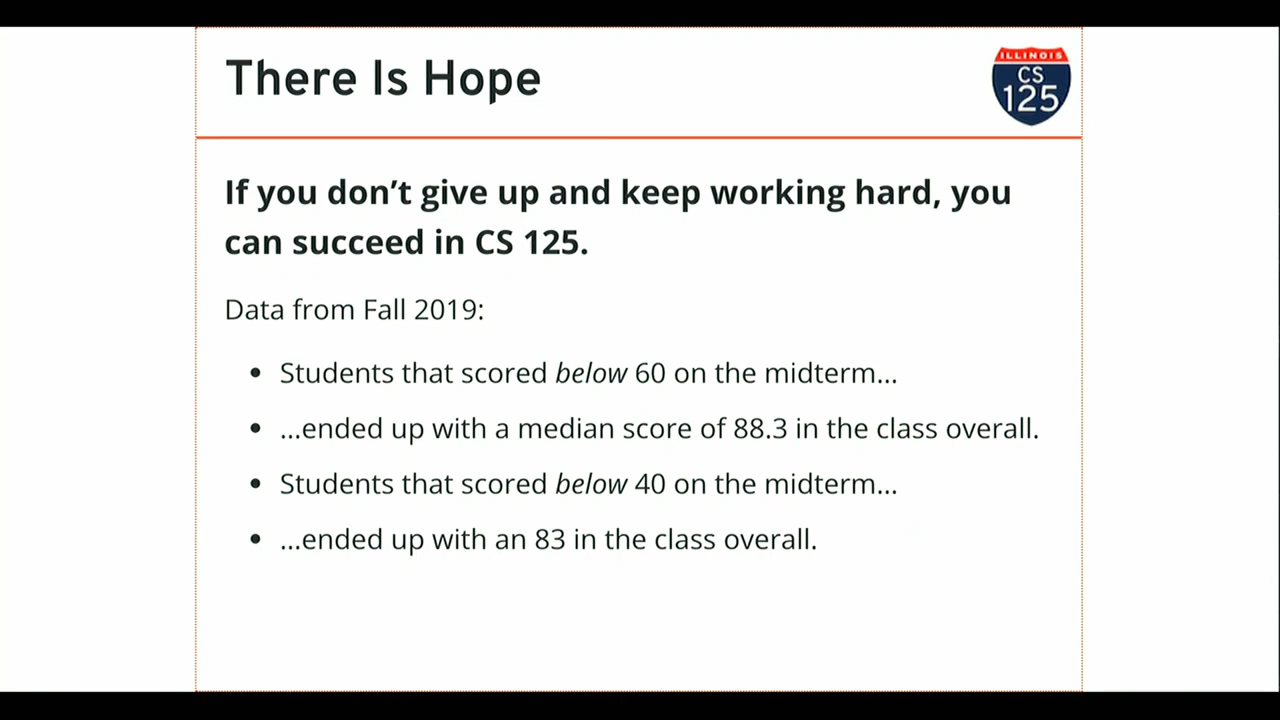 There Is Hope
ILLINOIS
CS
125
If you don’t give up and keep working hard, you
can succeed in CS 125.
Data from Fall 2019:
• Students that scored below 60 on the midterm...
• ...ended up with a median score of 88.3 in the class overall.
• Students that scored below 40 on the midterm...
• ...ended up with an 83 in the class overall.